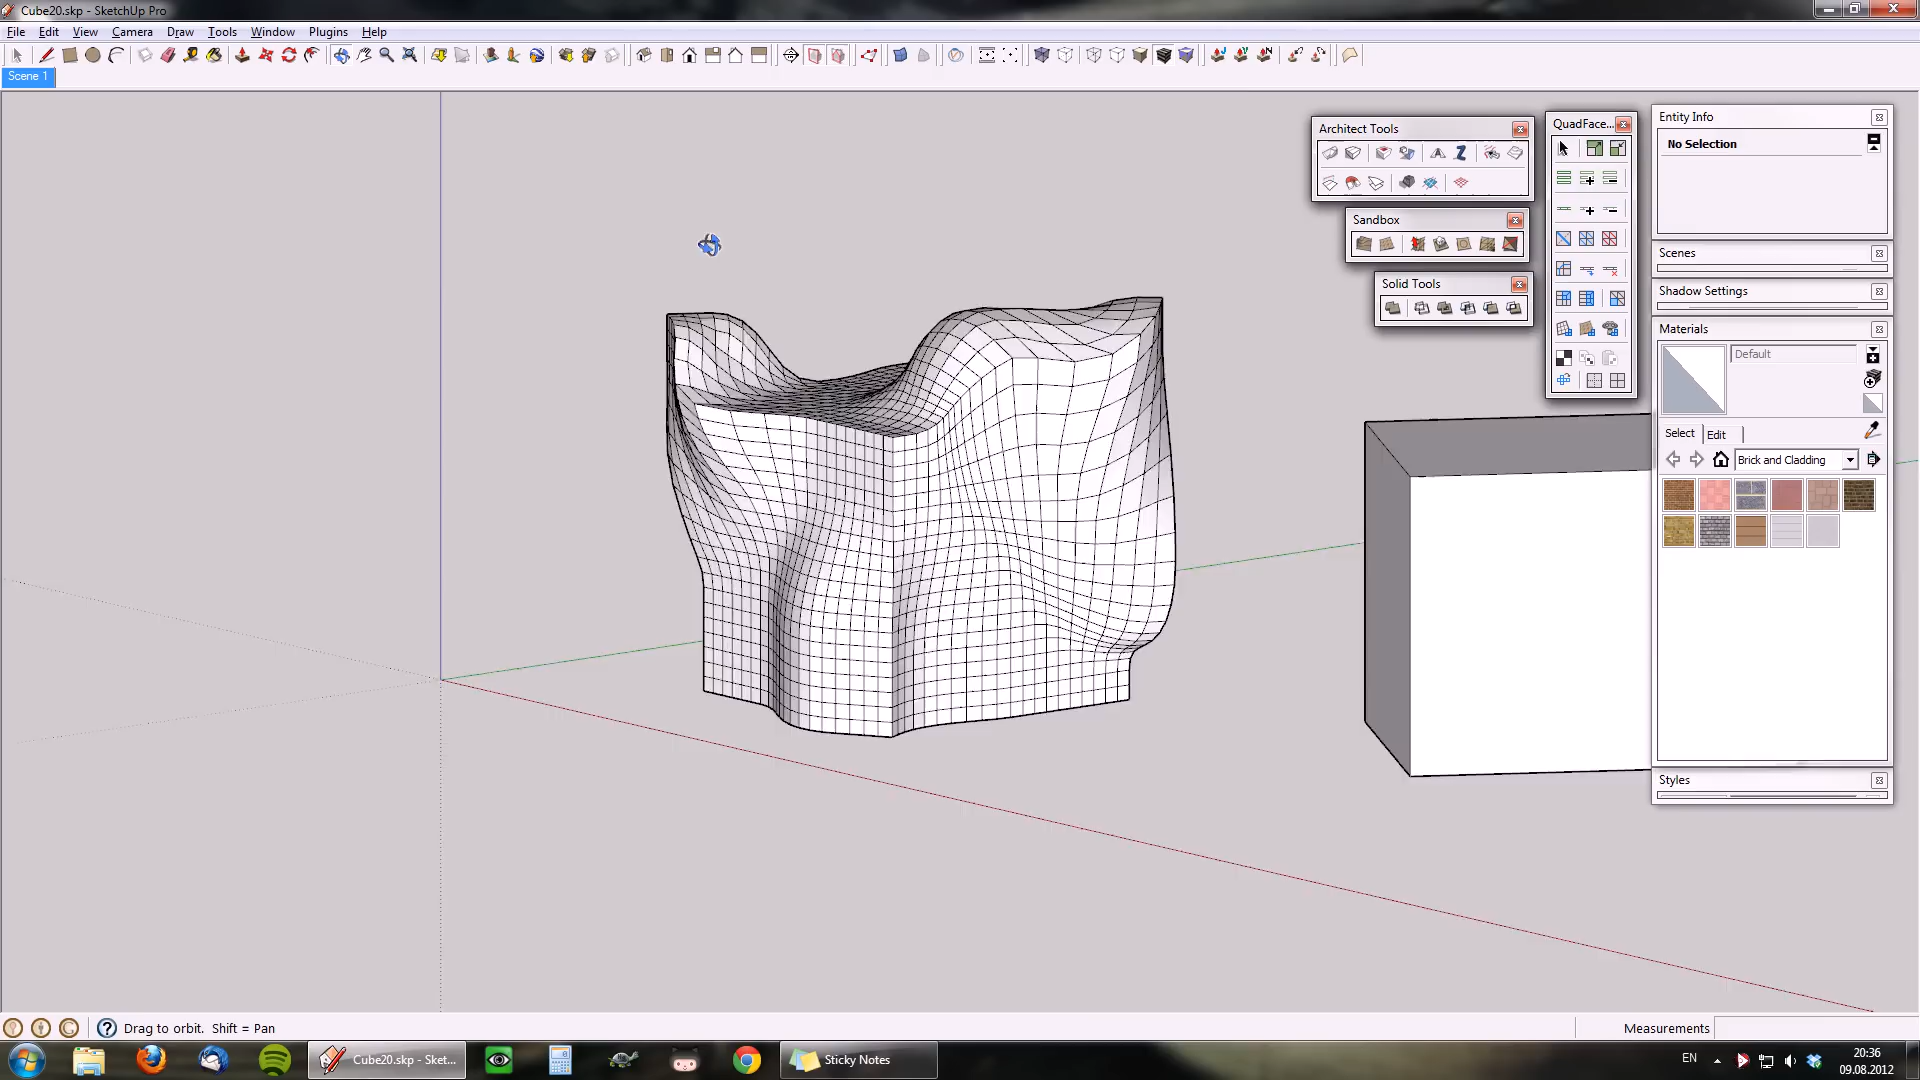 Cube20.skp - SketchUp Pro
File Edit View Camera Draw Tools Window Plugins Help
Scene 1
Architect Tools
QuadFace...
Entity Info
No Selection
Sandbox
Scenes
Solid Tools
Shadow Settings
Materials
Default
Select Edit
Brick and Cladding
Styles
Drag to orbit. Shift = Pan
Measurements
Cube20.skp - Sket...
Sticky Notes
EN
20:36
09.08.2012